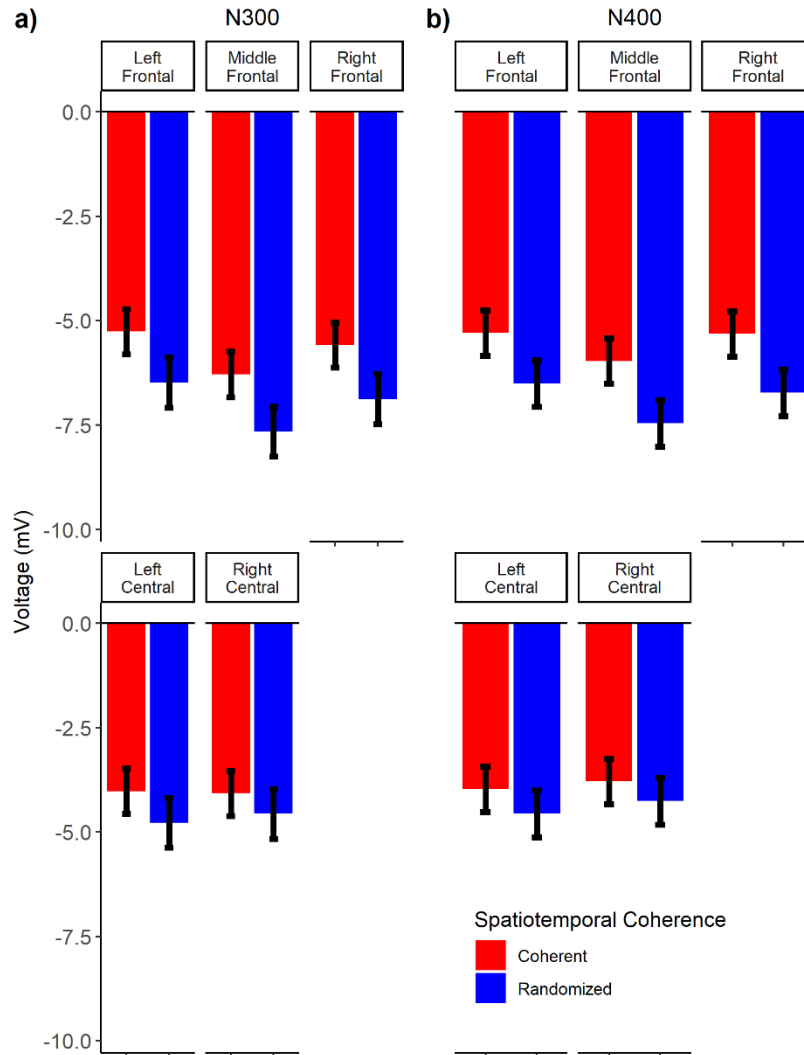 a)
N300
b)
N400
Left
Frontal
Middle
Frontal
Right
Frontal
Left
Frontal
Middle
Frontal
Right
Frontal
0.0
-2.5
-5.0
-7.5
-10.0
Voltage (mV)
Left
Central
Right
Central
Left
Central
Right
Central
0.0
-2.5
-5.0
-7.5
-10.0
Spatiotemporal Coherence
Coherent
Randomized